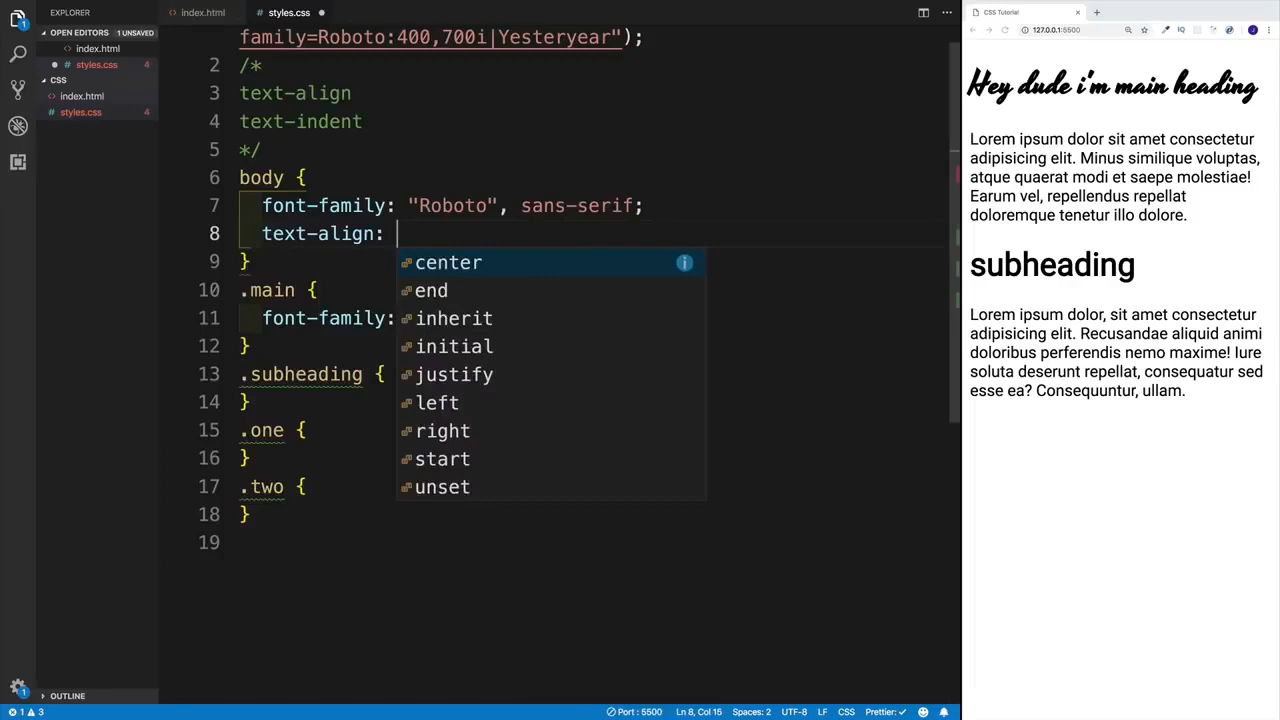 EXPLORER
OPEN EDITORS 1 UNSAVED
<> index.html
# styles.css 4
CSS
<> index.html
# styles.css 4
OUTLINE
<> index.html # styles.css
family=Roboto:400,700i|Yesteryear");
2 /*
3 text-align
4 text-indent
5 */
6 body {
7 font-family: "Roboto", sans-serif;
8 text-align:
9 }
10 .main {
11 font-family:
12 }
13 .subheading {
14 }
15 .one {
16 }
17 .two {
18 }
19
center
end
inherit
initial
justify
left
right
start
unset
CSS Tutorial
127.0.0.1:5500
Hey dude i'm main heading
Lorem ipsum dolor sit amet consectetur
adipisicing elit. Minus similique voluptas,
atque quaerat modi et saepe molestiae!
Earum vel, repellendus repellat
doloremque tenetur illo dolore.
subheading
Lorem ipsum dolor, sit amet consectetur
adipisicing elit. Recusandae aliquid animi
doloribus perferendis nemo maxime! Iure
soluta deserunt repellat, consequatur sed
esse ea? Consequuntur, ullam.
1 3 Port : 5500 Ln 8, Col 15 Spaces: 2 UTF-8 LF CSS Prettier: ✓